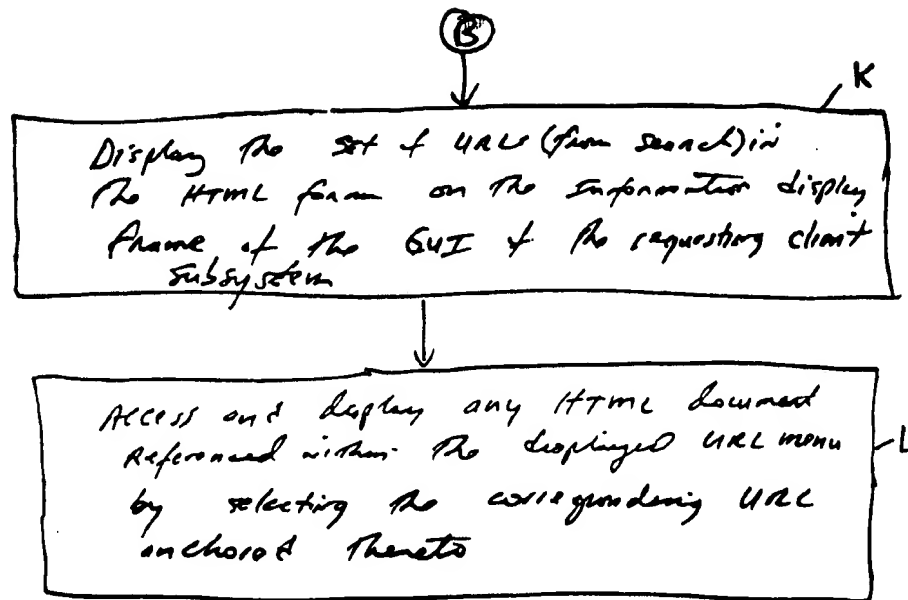 B
K
Display the set of URLs (from search) in
the HTML form on the Information display
frame of the GUI of the requesting client
subsystem
L
Access and display any HTML document
referenced within the displayed URL menu
by selecting the corresponding URL
anchored thereto